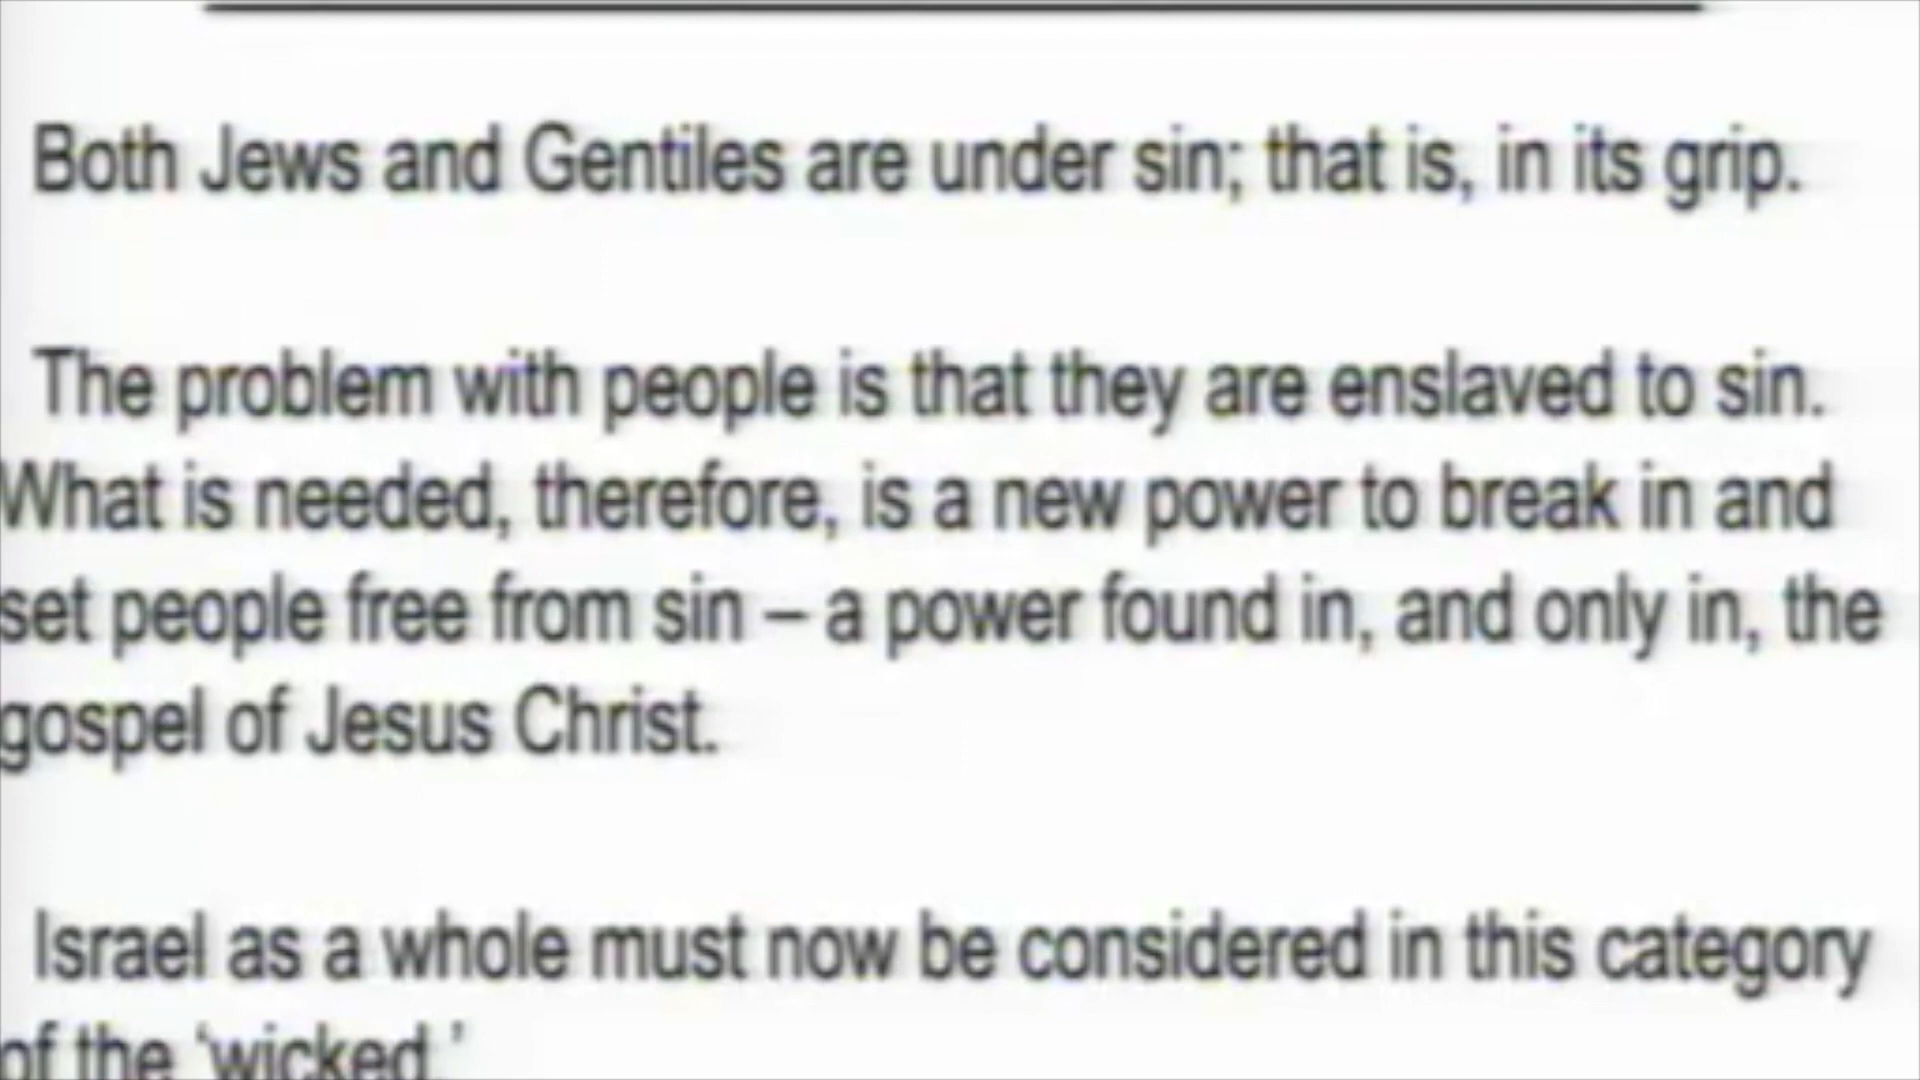 Both Jews and Gentiles are under sin; that is, in its grip.
The problem with people is that they are enslaved to sin.
What is needed, therefore, is a new power to break in and
set people free from sin – a power found in, and only in, the
gospel of Jesus Christ.
Israel as a whole must now be considered in this category
of the ‘wicked.’